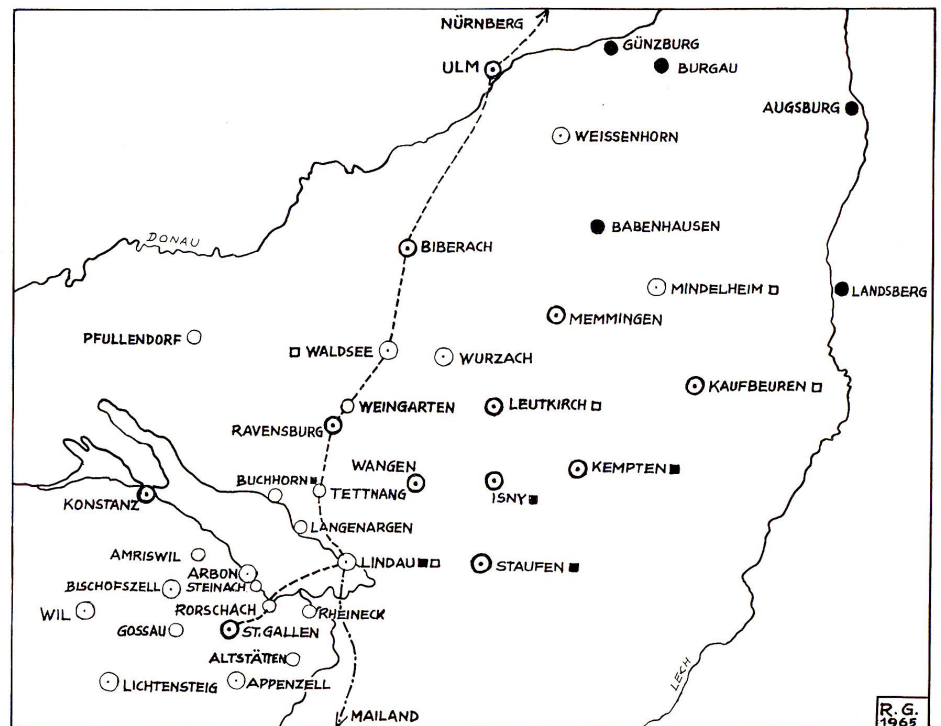 NÜRNBERG
ULM
GÜNZBURG
BURGAU
AUGSBURG
WEISSENHORN
BABENHAUSEN
DONAU
BIBERACH
MINDELHEIM
LANDSBERG
MEMMINGEN
PFULLENDORF
WALDSEE
WURZACH
KAUFBEUREN
WEINGARTEN
LEUTKIRCH
RAVENSBURG
WANGEN
KEMPTEN
BUCHHORN
TETTNANG
ISNY
KONSTANZ
LANGENARGEN
AMRISWIL
LINDAU
STAUFEN
ARBON
BISCHOFSZELL
STEINACH
WIL
RORSCHACH
RHEINECK
GOSSAU
ST. GALLEN
ALTSTÄTTEN
LECH
LICHTENSTEIG
APPENZELL
MAILAND
R. G.
1965